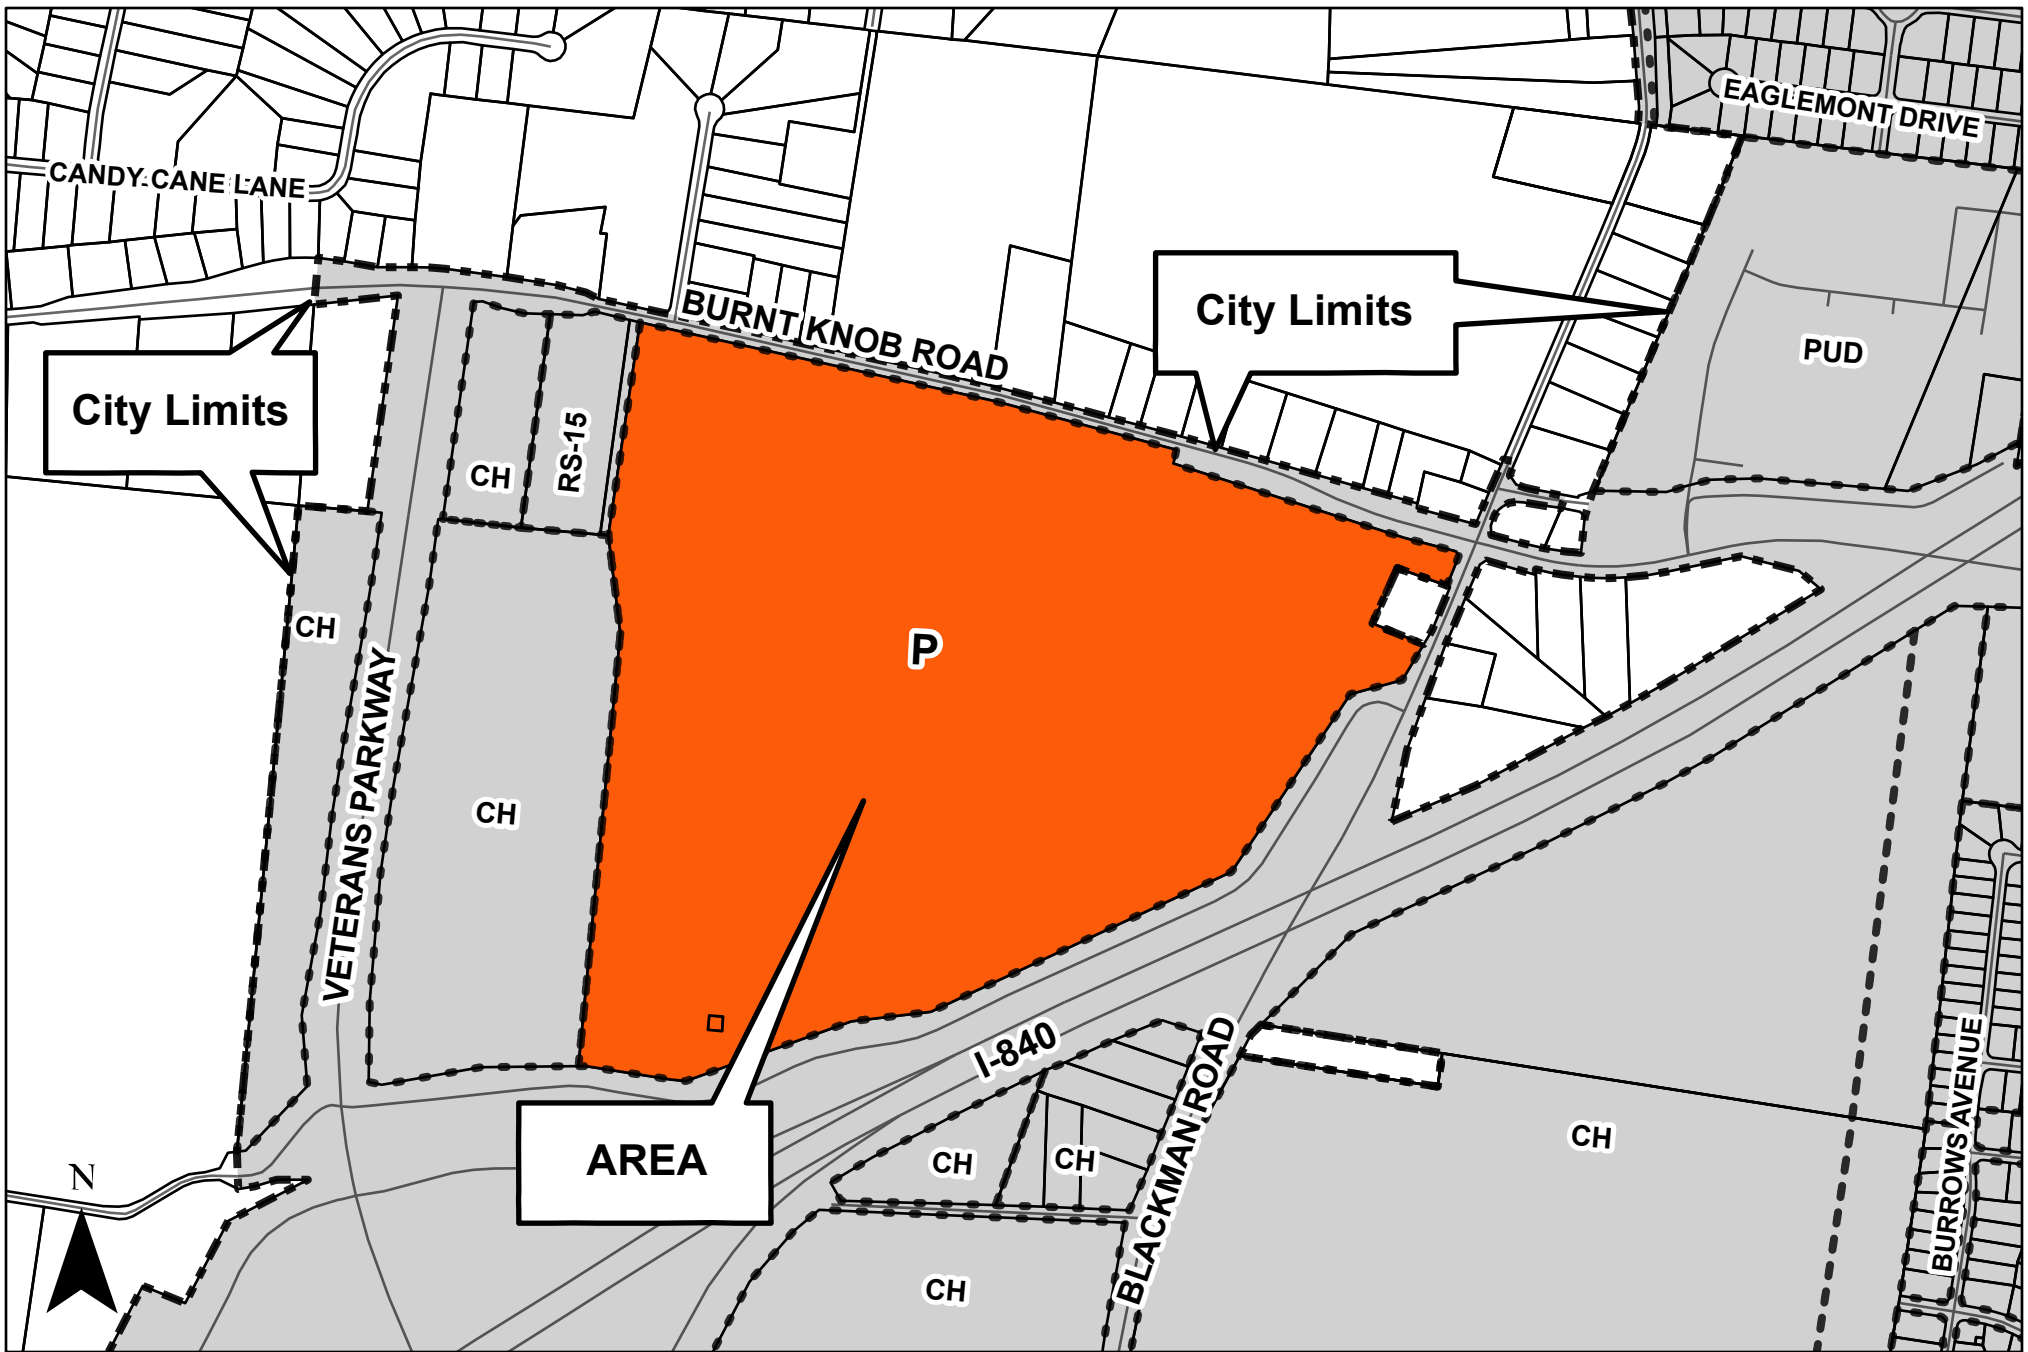 EAGLEMONT DRIVE
CANDY CANE LANE
BURNT KNOB ROAD
City Limits
PUD
City Limits
CH
RS-15
CH
P
VETERANS PARKWAY
CH
I-840
BLACKMAN ROAD
BURROWS AVENUE
AREA
CH
CH
CH
N
CH